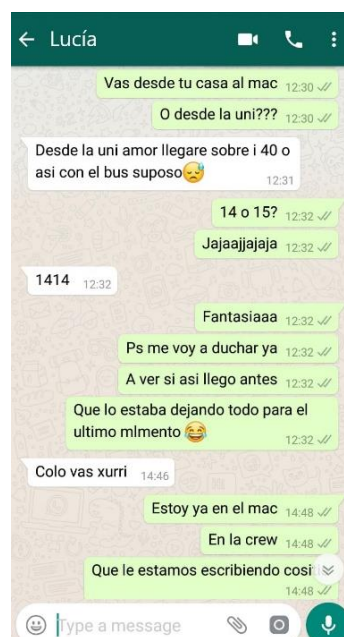 Lucía
Vas desde tu casa al mac 12:30
O desde la uni??? 12:30
Desde la uni amor llegare sobre i 40 o
asi con el bus suposo😥
12:31
14 o 15? 12:32
Jajaajjajaja 12:32
1414 12:32
Fantasiaaa 12:32
Ps me voy a duchar ya 12:32
A ver si asi llego antes 12:32
Que lo estaba dejando todo para el
ultimo mlmento 😂 12:32
Colo vas xurri 14:46
Estoy ya en el mac 14:48
En la crew 14:48
Que le estamos escribiendo cosi
14:48
Type a message